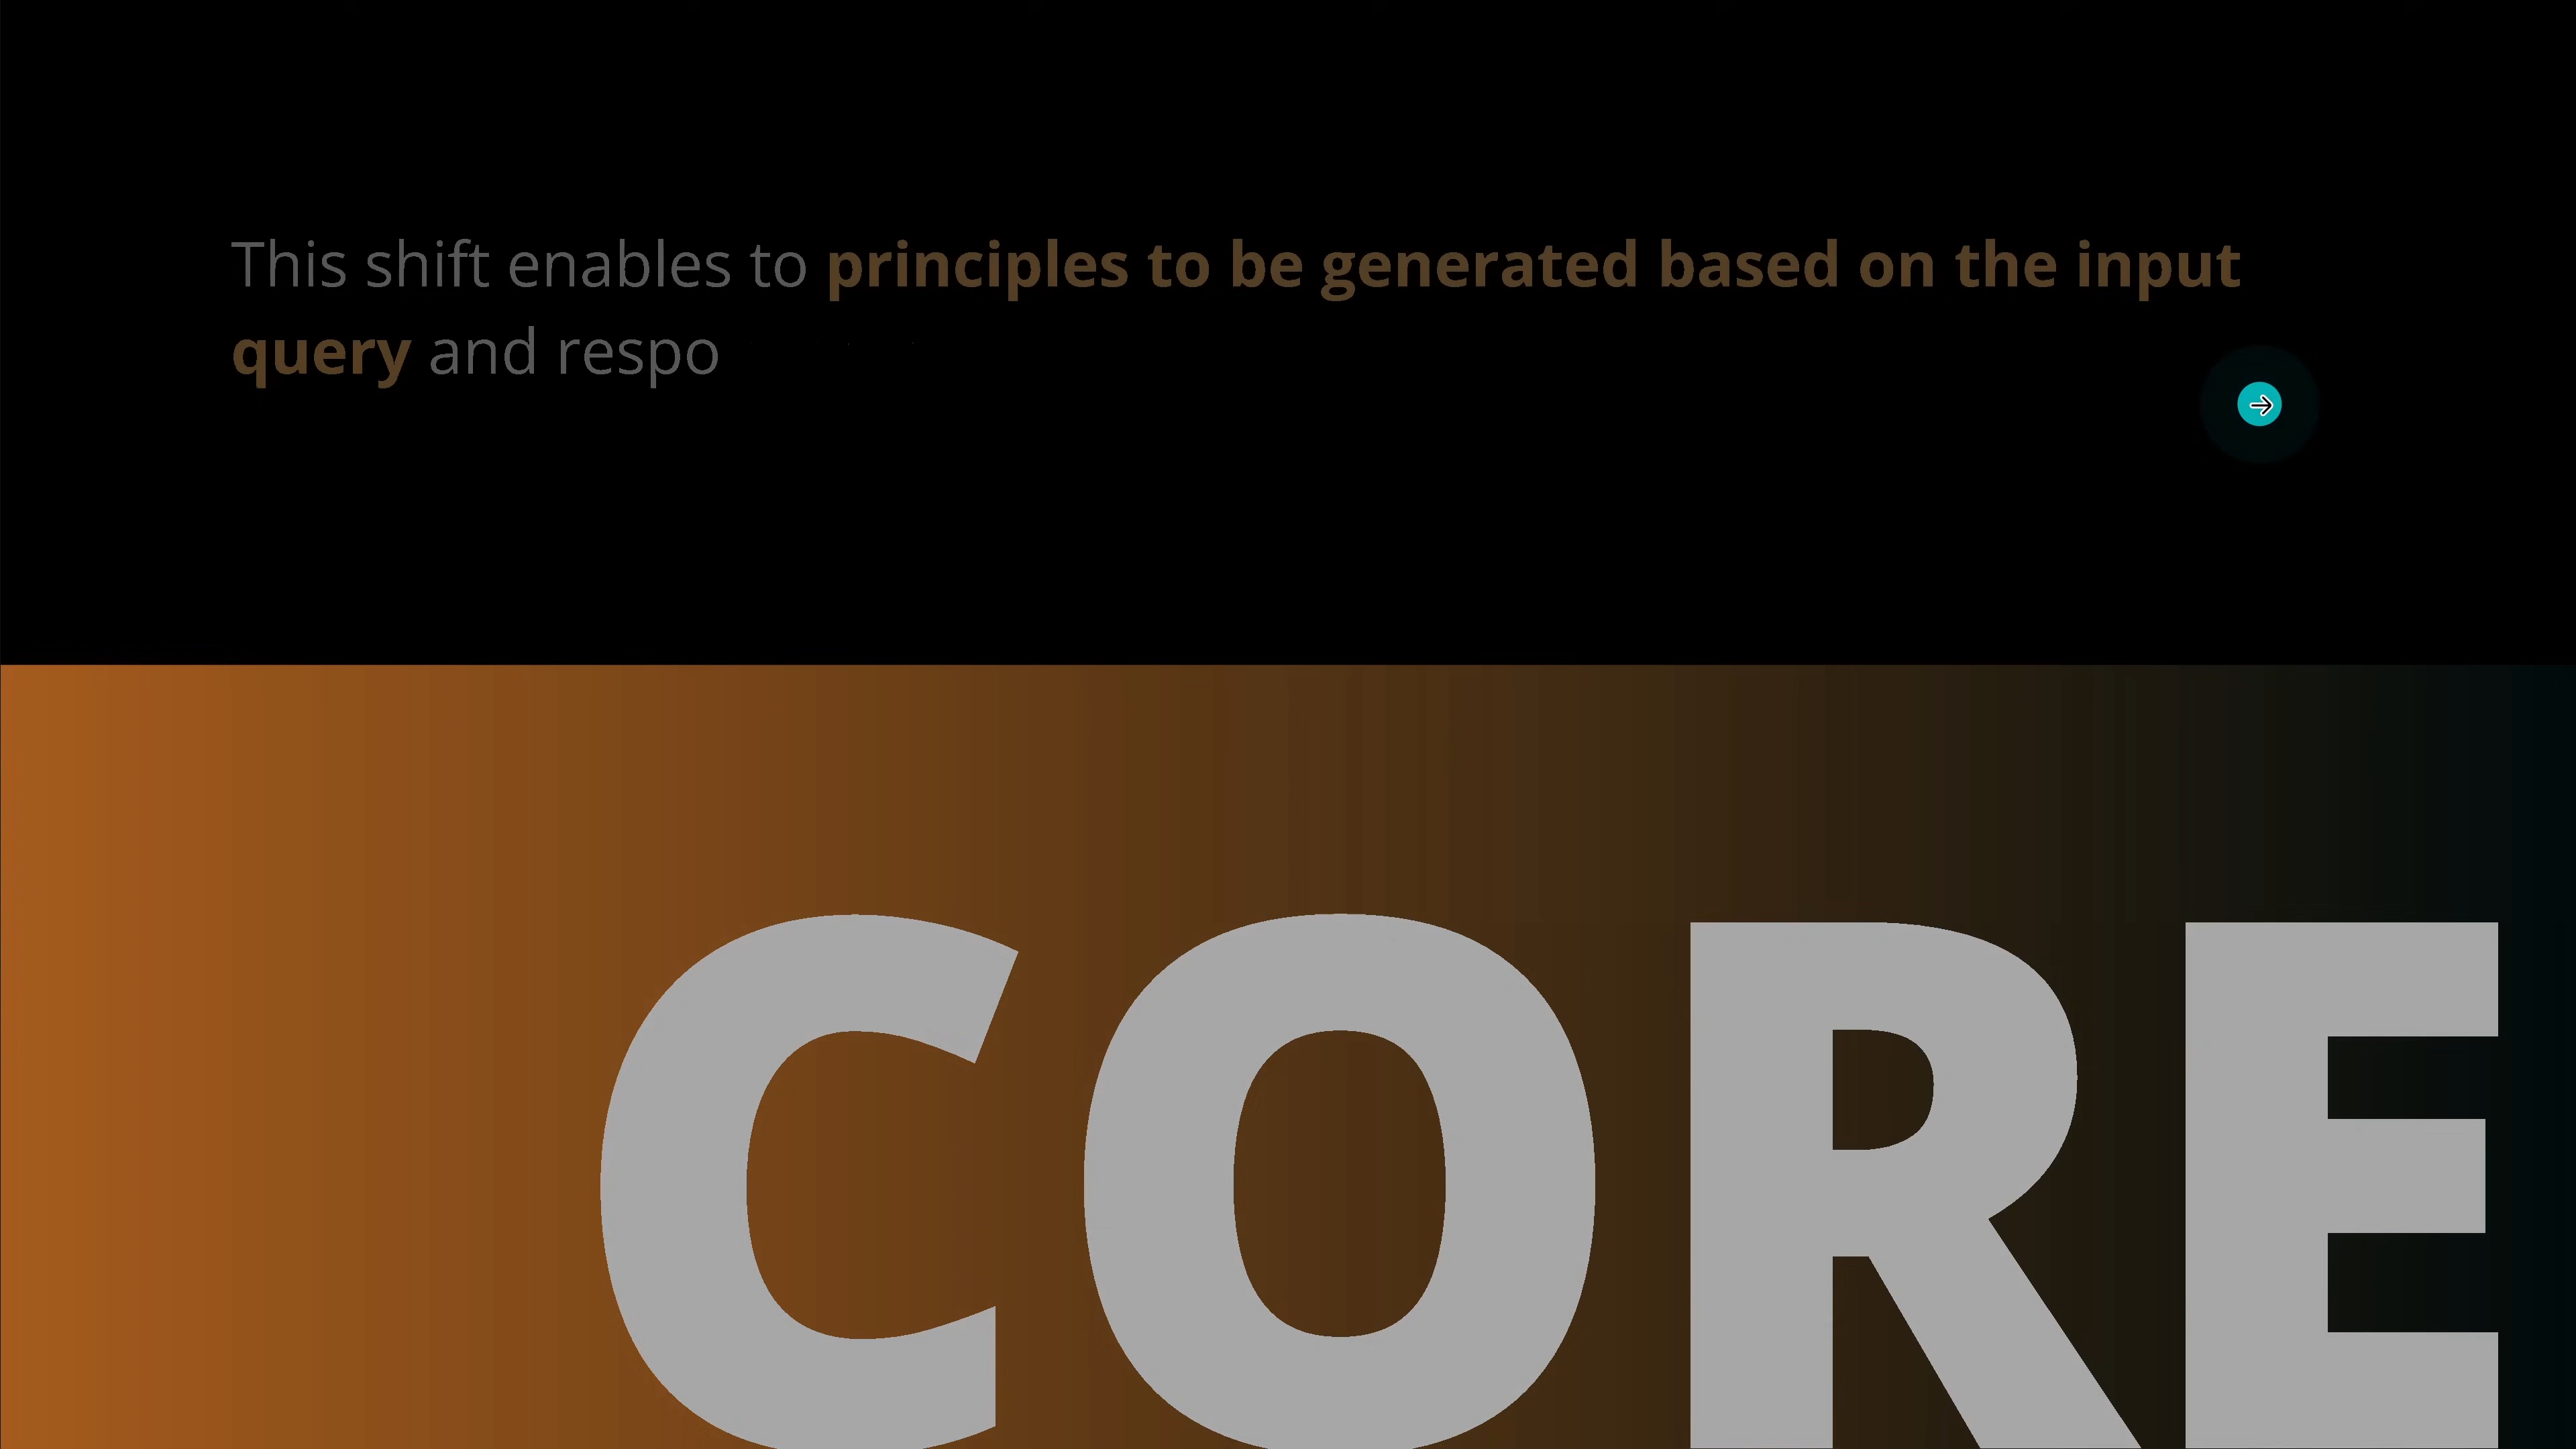 This shift enables to principles to be generated based on the input
query and respo
CORE